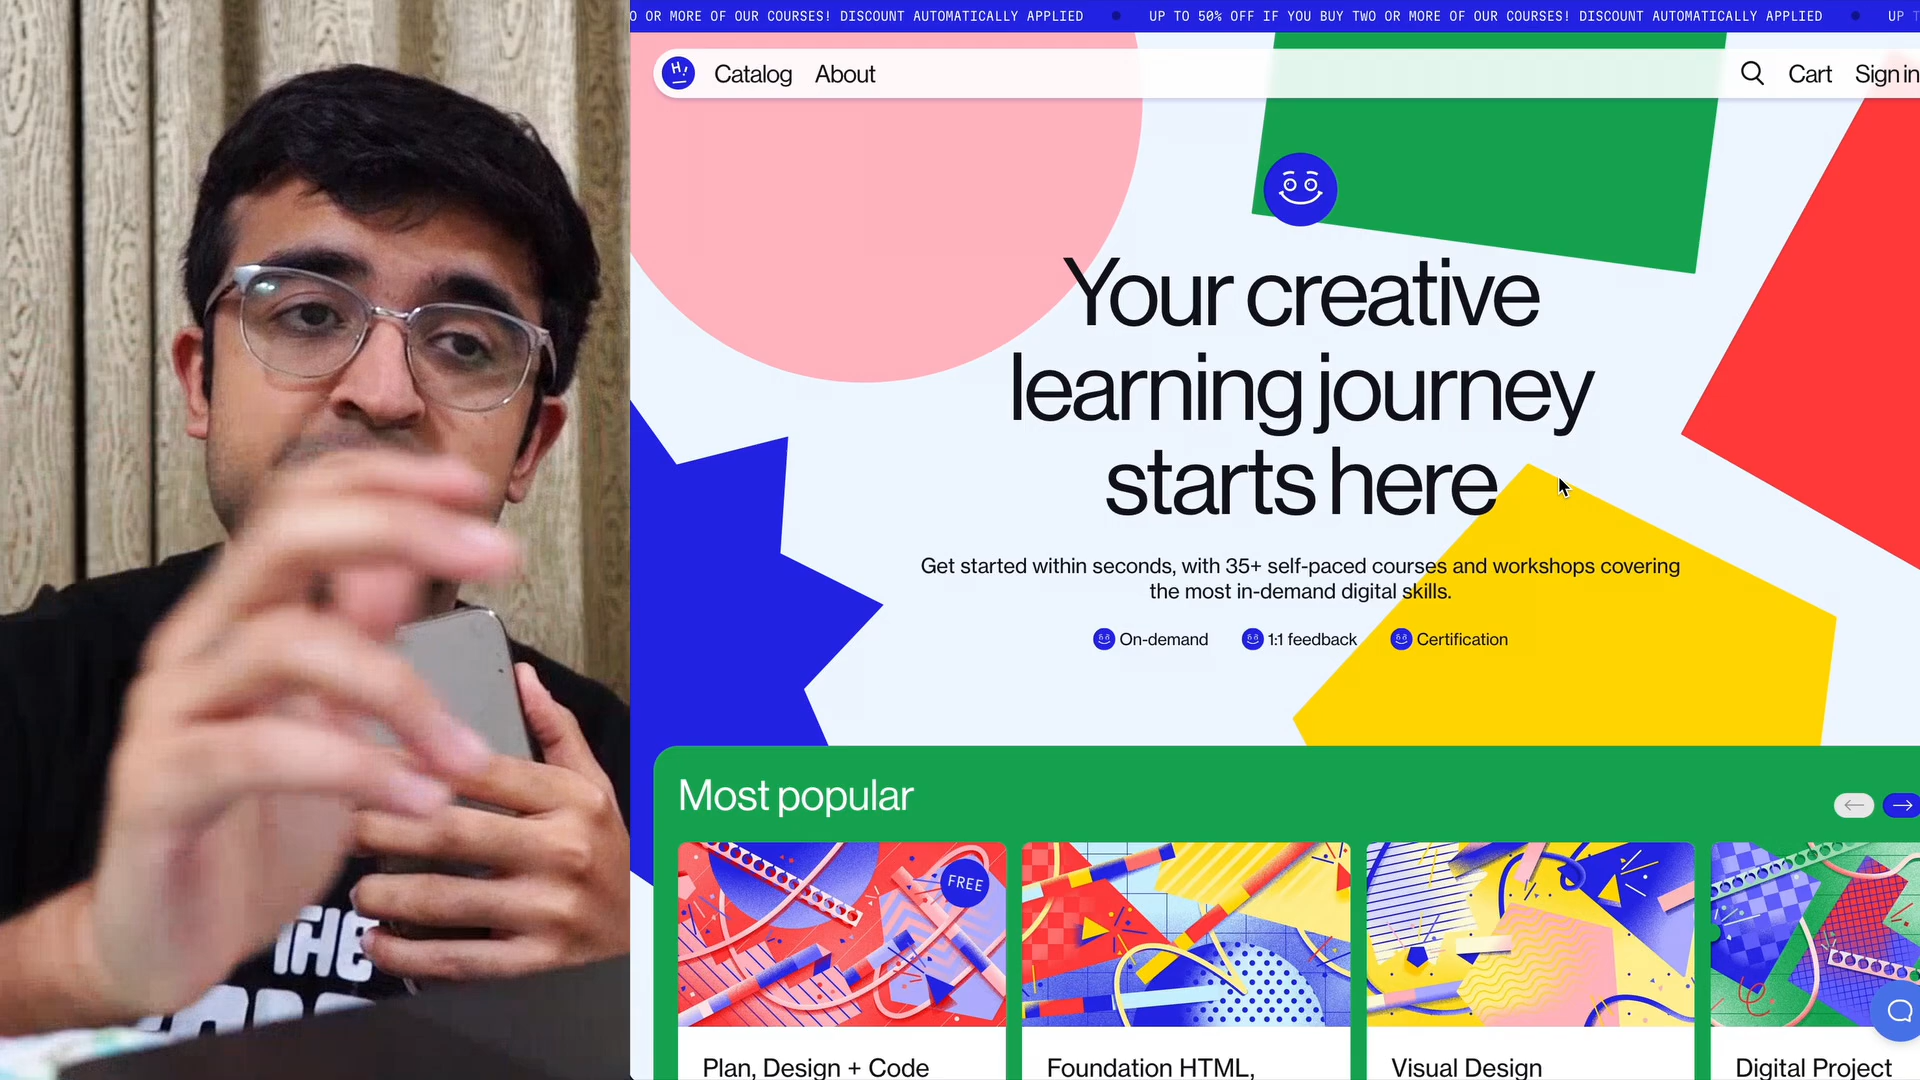 O OR MORE OF OUR COURSES! DISCOUNT AUTOMATICALLY APPLIED
UP TO 50% OFF IF YOU BUY TWO OR MORE OF OUR COURSES! DISCOUNT AUTOMATICALLY APPLIED
UP T
H!
Catalog
About
Cart
Sign in
Your creative
learning journey
starts here
Get started within seconds, with 35+ self-paced courses and workshops covering
the most in-demand digital skills.
On-demand
1:1 feedback
Certification
Most popular
FREE
Plan, Design + Code
Foundation HTML,
Visual Design
Digital Project
THE